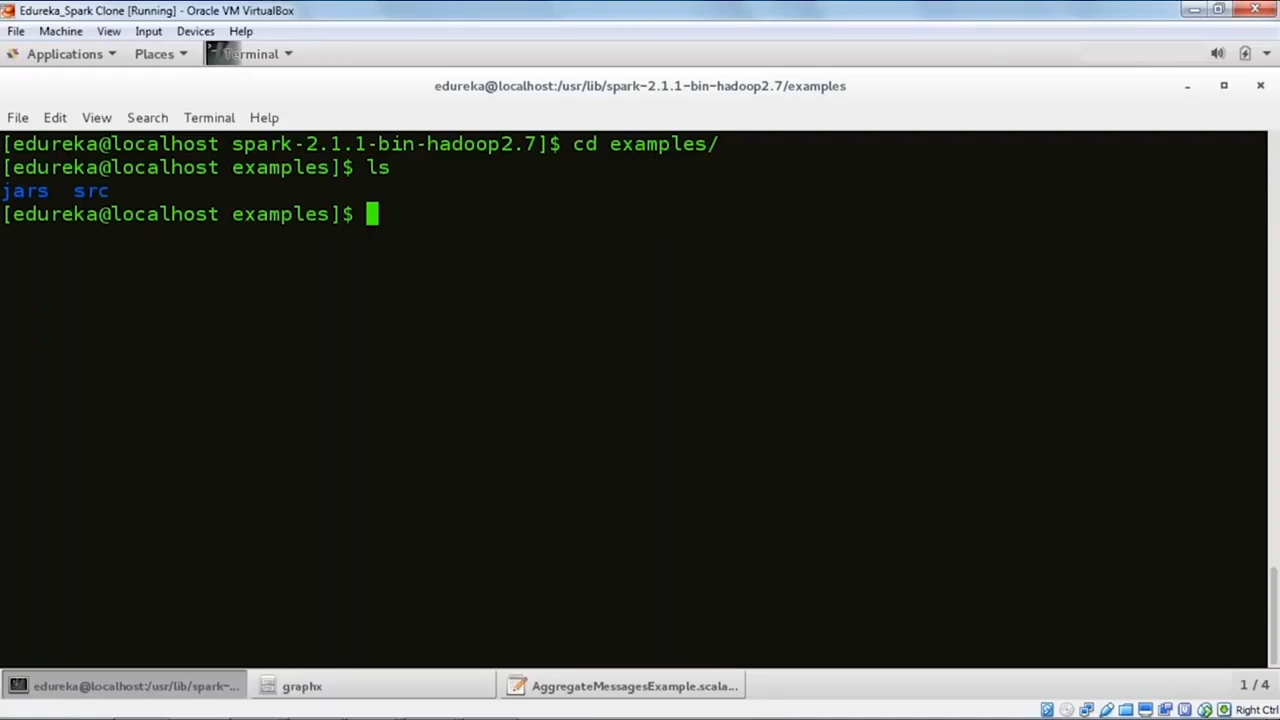 Edureka_Spark Clone [Running] - Oracle VM VirtualBox
File Machine View Input Devices Help
Applications Places Terminal
edureka@localhost:/usr/lib/spark-2.1.1-bin-hadoop2.7/examples
File Edit View Search Terminal Help
[edureka@localhost spark-2.1.1-bin-hadoop2.7]$ cd examples/
[edureka@localhost examples]$ ls
jars src
[edureka@localhost examples]$
edureka@localhost:/usr/lib/spark-... graphx AggregateMessagesExample.scala... 1 / 4
Right Ctrl